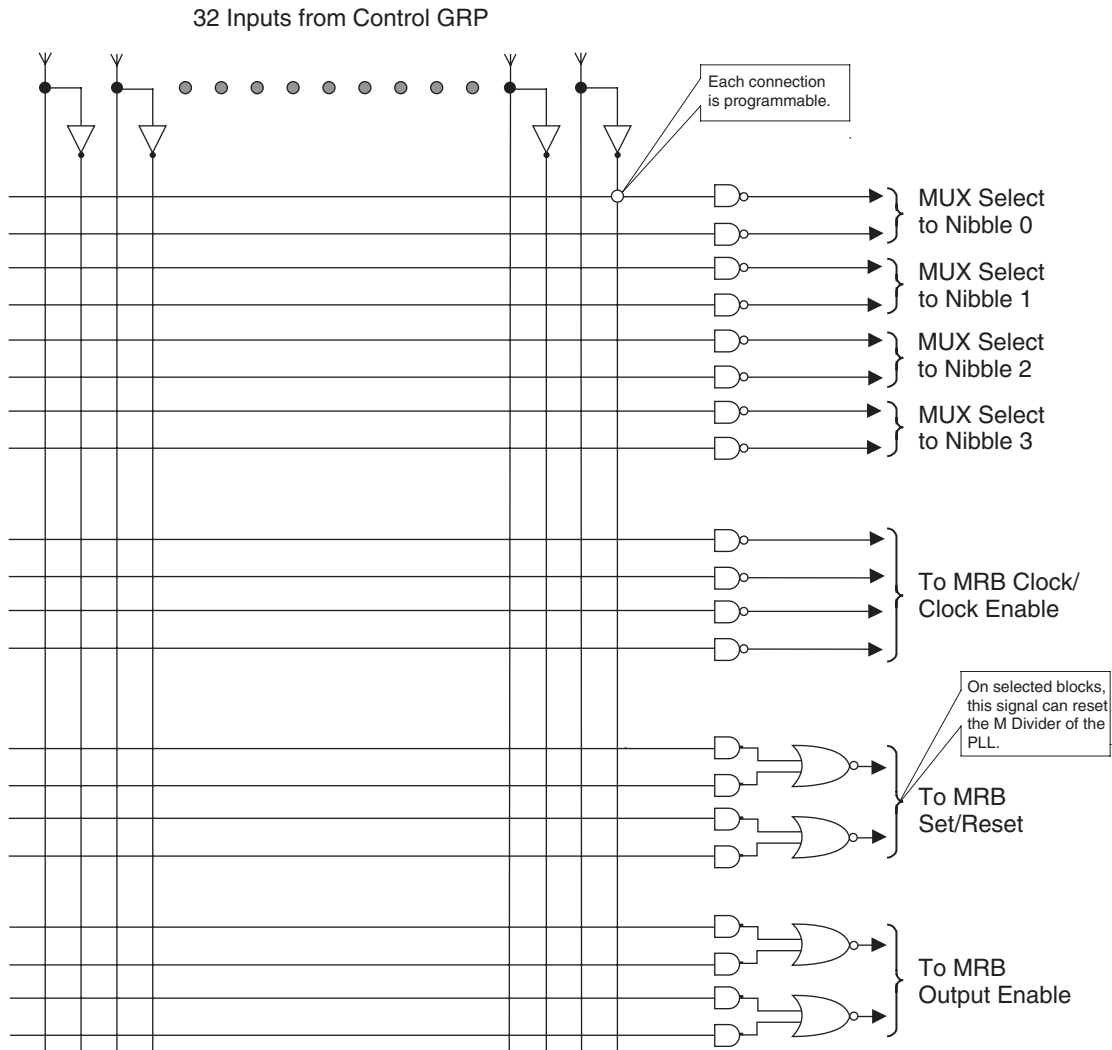 32 Inputs from Control GRP
Each connection
is programmable.
MUX Select
to Nibble 0
MUX Select
to Nibble 1
MUX Select
to Nibble 2
MUX Select
to Nibble 3
To MRB Clock/
Clock Enable
On selected blocks,
this signal can reset
the M Divider of the
PLL.
To MRB
Set/Reset
To MRB
Output Enable